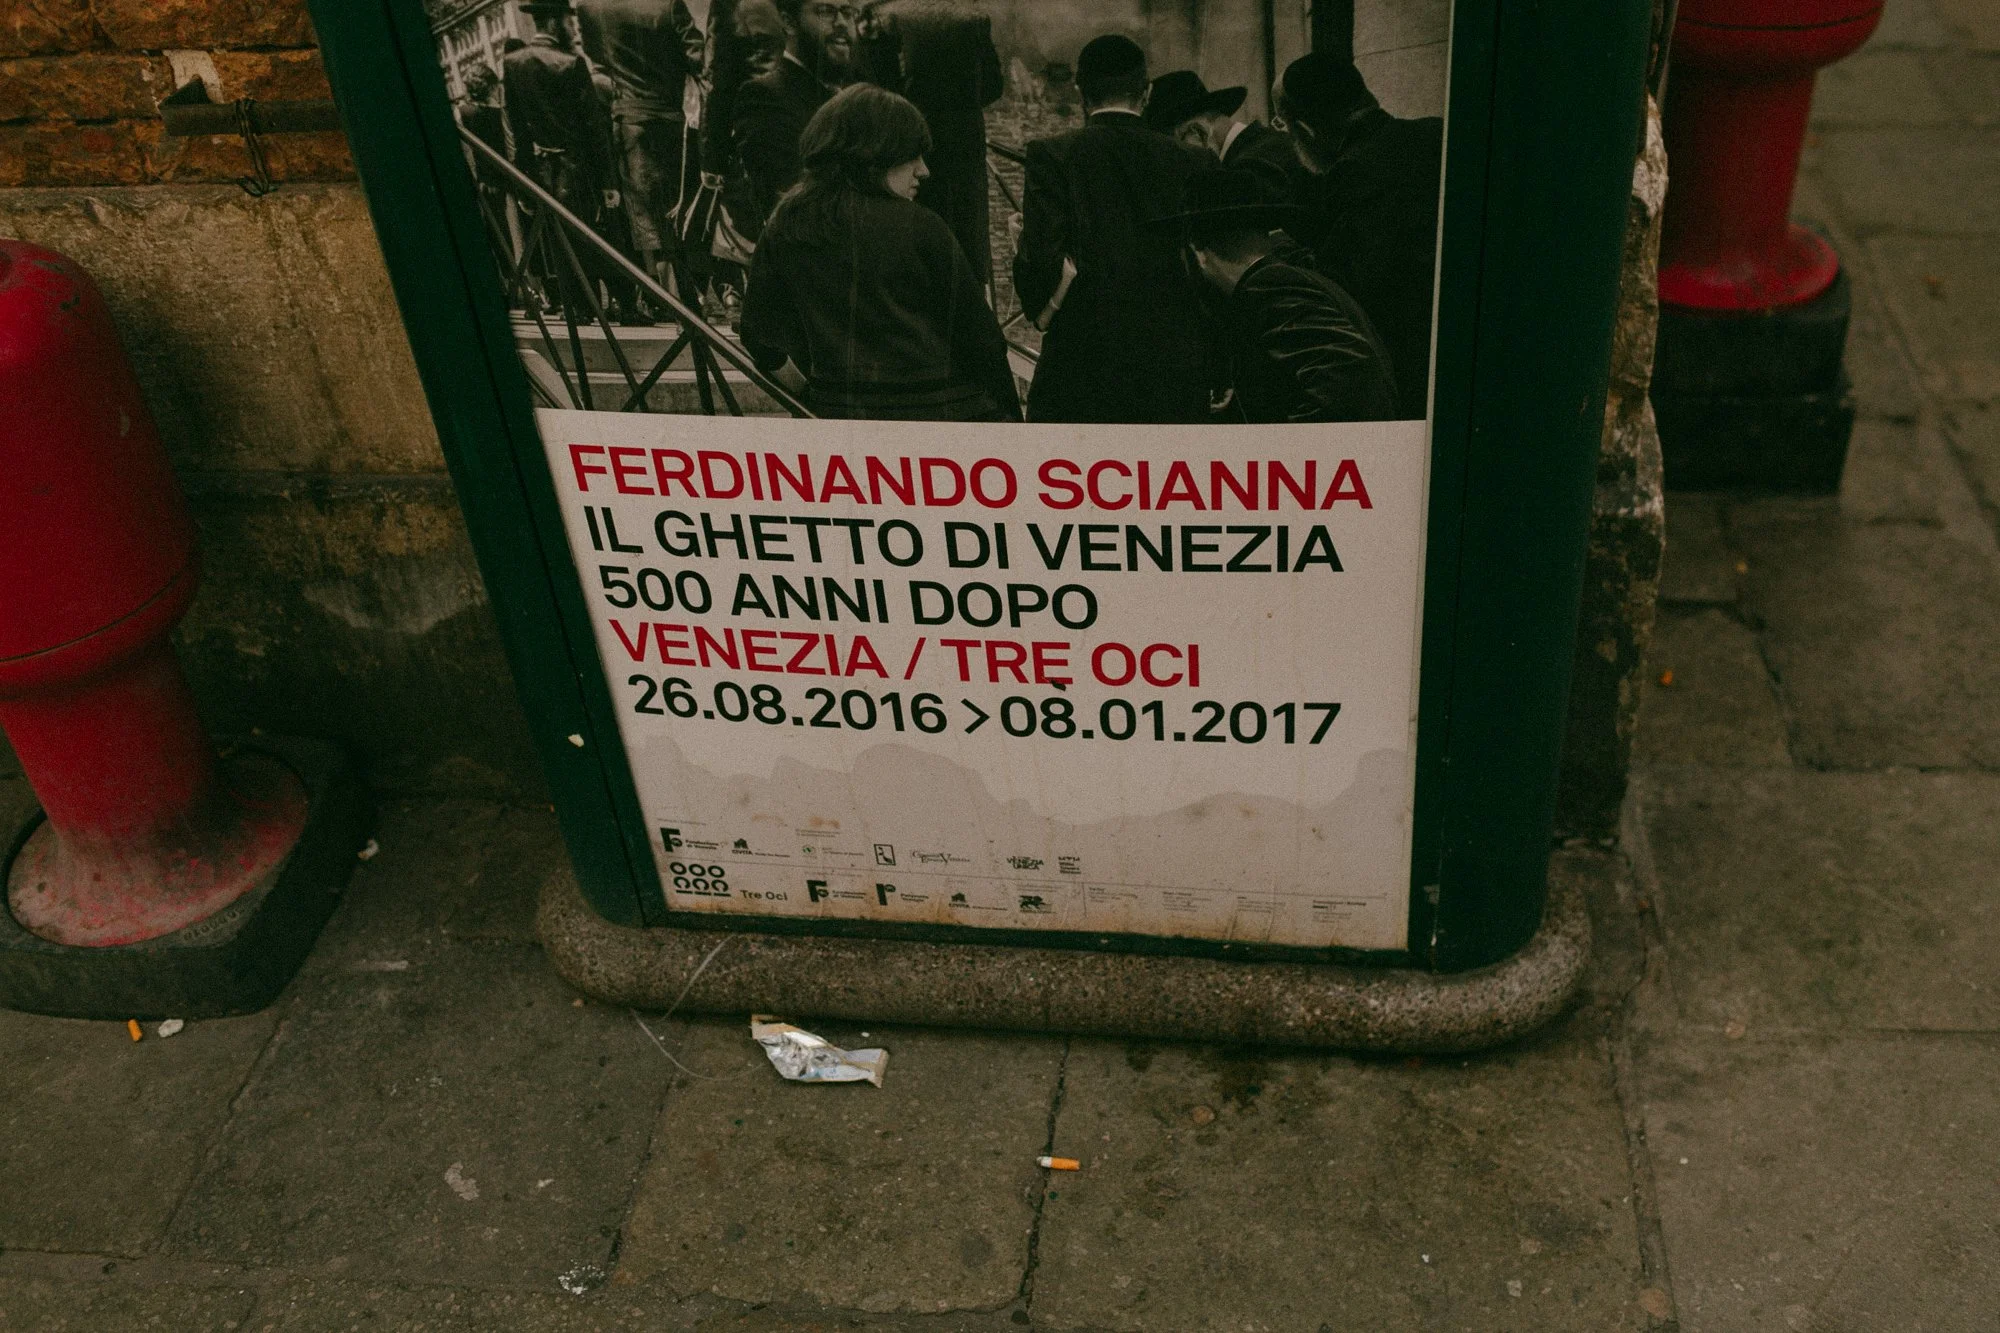 FERDINANDO SCIANNA
IL GHETTO DI VENEZIA
500 ANNI DOPO
VENEZIA / TRE OCI
26.08.2016 > 08.01.2017
CIVITA
Tre Oci